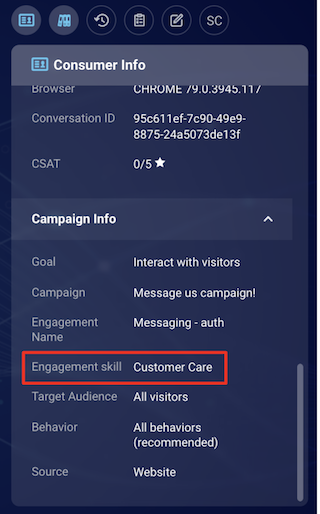 SC
Consumer Info
Browser CHROME 79.0.3945.117
Conversation ID 95c611ef-7c90-49e9-
8875-24a5073de13f
CSAT 0/5
Campaign Info
Goal Interact with visitors
Campaign Message us campaign!
Engagement Messaging - auth
Name
Engagement skill Customer Care
Target Audience All visitors
Behavior All behaviors
(recommended)
Source Website